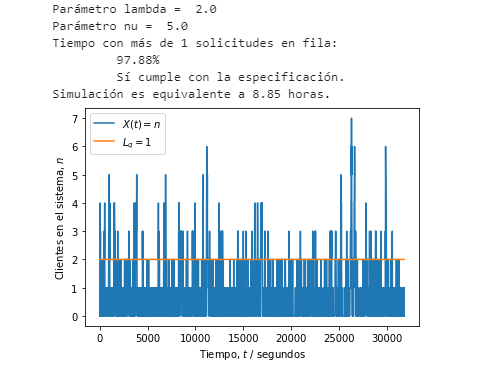 Parámetro lambda =  2.0
Parámetro nu =  5.0
Tiempo con más de 1 solicitudes en fila:
97.88%
Sí cumple con la especificación.
Simulación es equivalente a 8.85 horas.
7
6
5
4
3
2
1
0
Clientes en el sistema, n
X(t) = n
L_q = 1
0 5000 10000 15000 20000 25000 30000
Tiempo, t / segundos